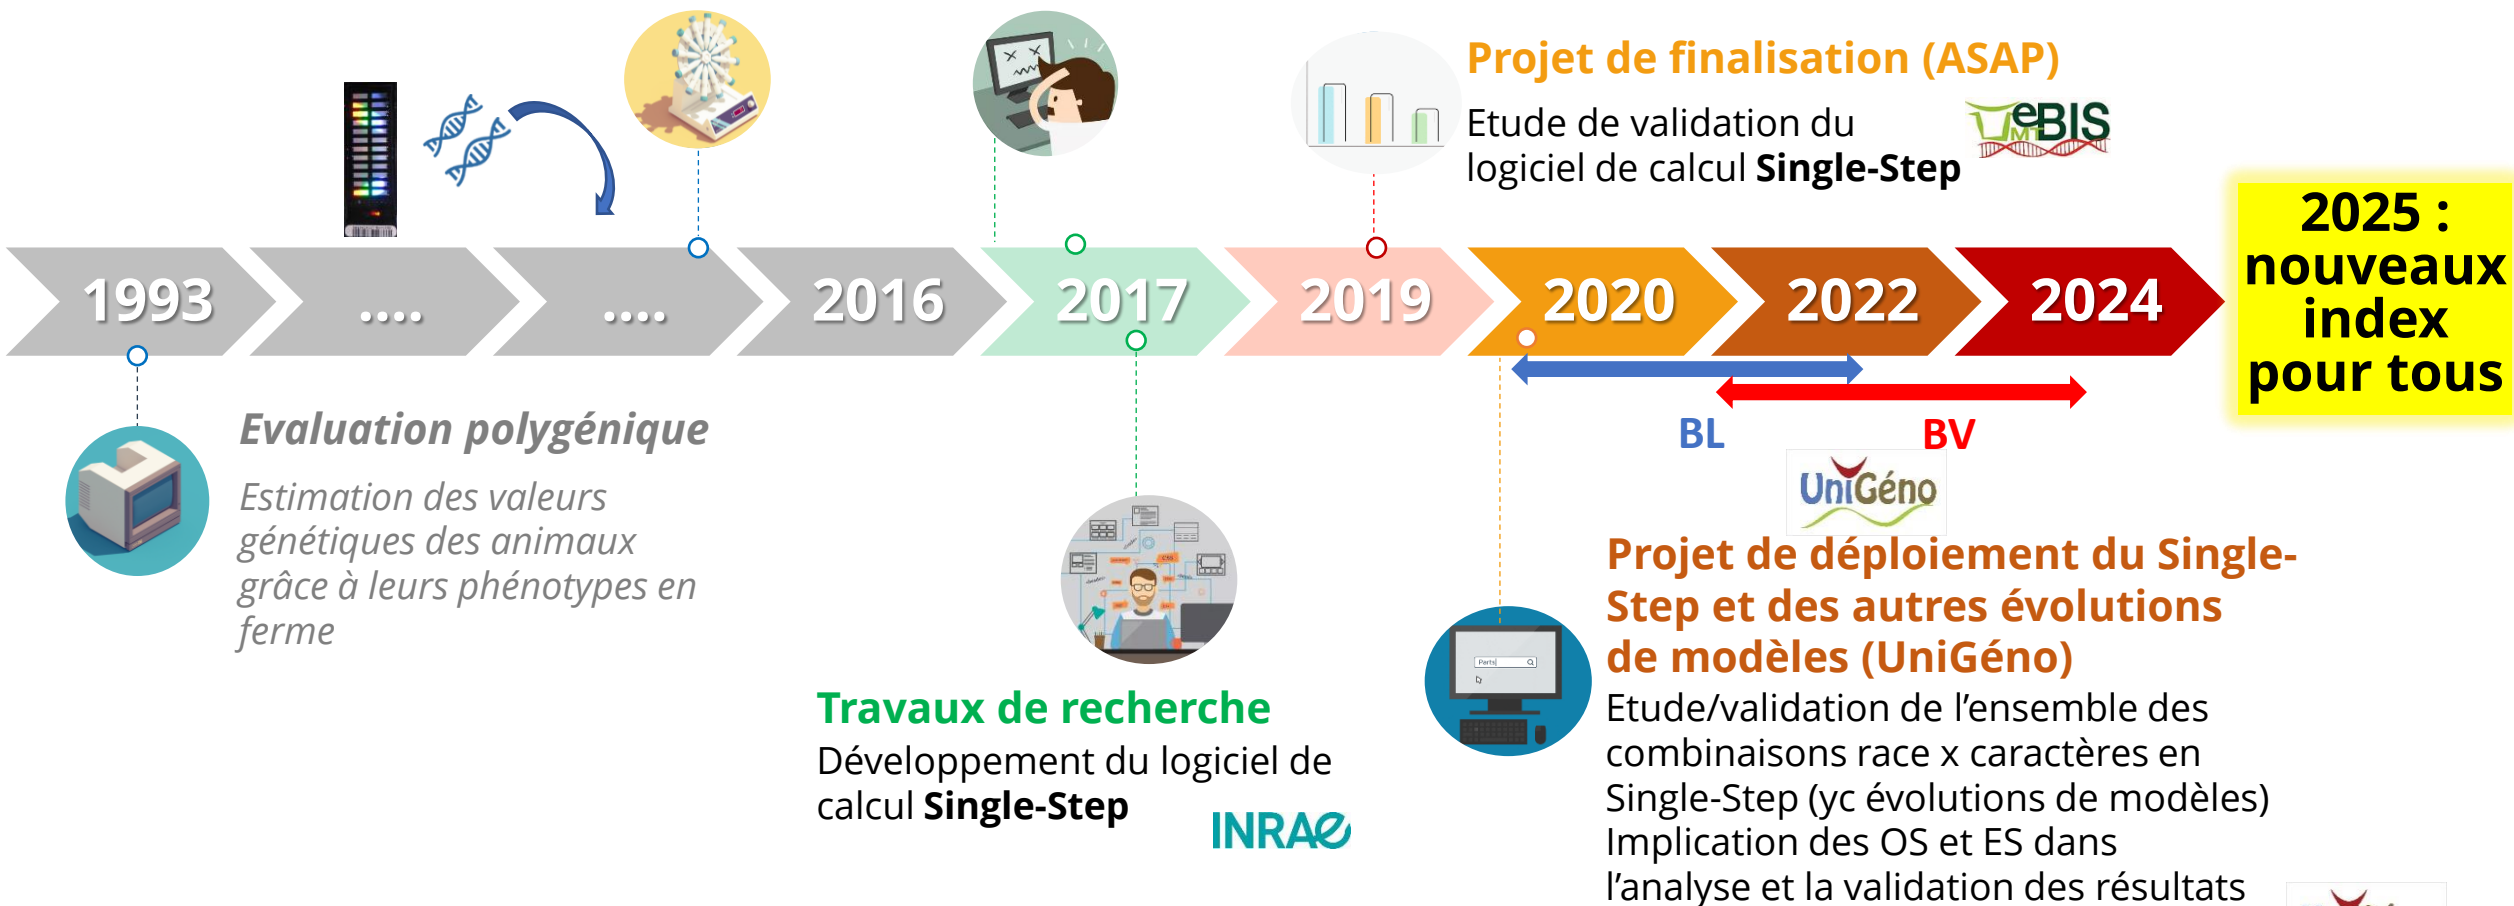 Projet de finalisation (ASAP)
Etude de validation du
logiciel de calcul Single-Step
UMT eBIS
1993
....
....
2016
2017
2019
2020
2022
2024
2025 :
nouveaux
index
pour tous
BL
BV
Evaluation polygénique
Estimation des valeurs
génétiques des animaux
grâce à leurs phénotypes en
ferme
Travaux de recherche
Développement du logiciel de
calcul Single-Step
INRAE
UniGéno
Projet de déploiement du Single-
Step et des autres évolutions
de modèles (UniGéno)
Parts
Etude/validation de l’ensemble des
combinaisons race x caractères en
Single-Step (yc évolutions de modèles)
Implication des OS et ES dans
l’analyse et la validation des résultats